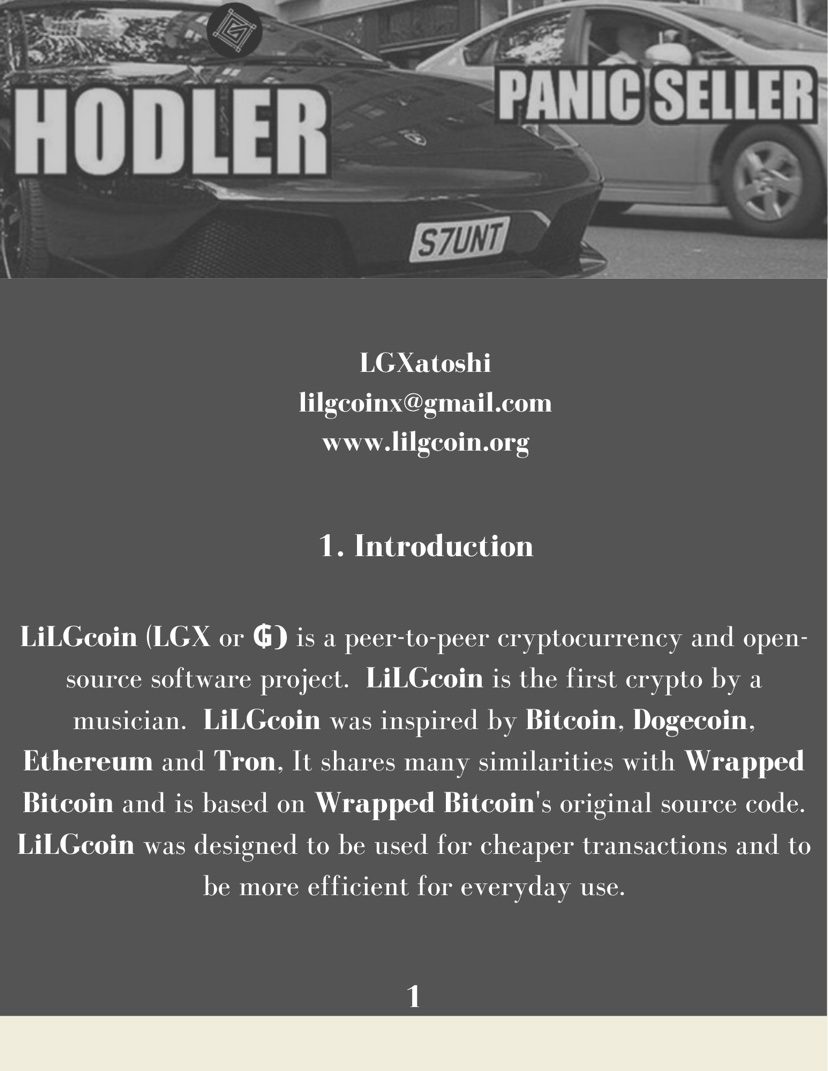 HODLER
PANIC SELLER
S7UNT
LGXatoshi
lilgcoinx@gmail.com
www.lilgcoin.org
1. Introduction
LiLGcoin (LGX or ₲) is a peer-to-peer cryptocurrency and open-
source software project. LiLGcoin is the first crypto by a
musician. LiLGcoin was inspired by Bitcoin, Dogecoin,
Ethereum and Tron, It shares many similarities with Wrapped
Bitcoin and is based on Wrapped Bitcoin's original source code.
LiLGcoin was designed to be used for cheaper transactions and to
be more efficient for everyday use.
1